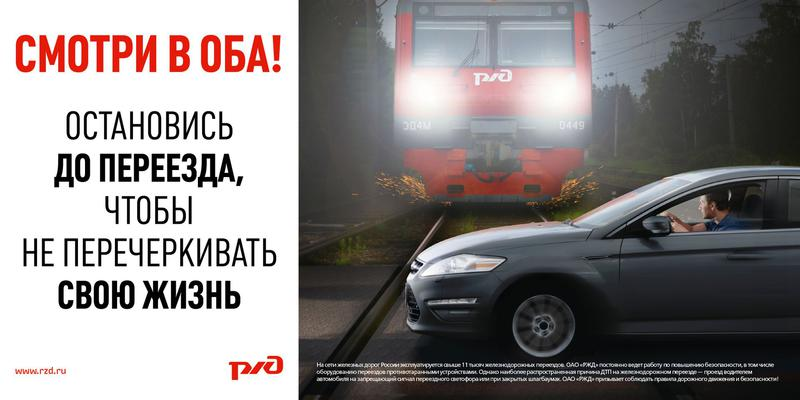 СМОТРИ В ОБА!
ОСТАНОВИСЬ
ДО ПЕРЕЕЗДА,
ЧТОБЫ
НЕ ПЕРЕЧЕРКИВАТЬ
СВОЮ ЖИЗНЬ
www.rzd.ru
РЖД
РЖД
ЭД4М
0449
На сети железных дорог России эксплуатируется свыше 11 тысяч железнодорожных переездов. ОАО «РЖД» постоянно ведет работу по повышению безопасности, в том числе
оборудованию переездов противотаранными устройствами. Однако наиболее распространенная причина ДТП на железнодорожном переезде — проезд водителем
автомобиля на запрещающий сигнал переездного светофора или при закрытых шлагбаумах. ОАО «РЖД» призывает соблюдать правила дорожного движения и безопасности!